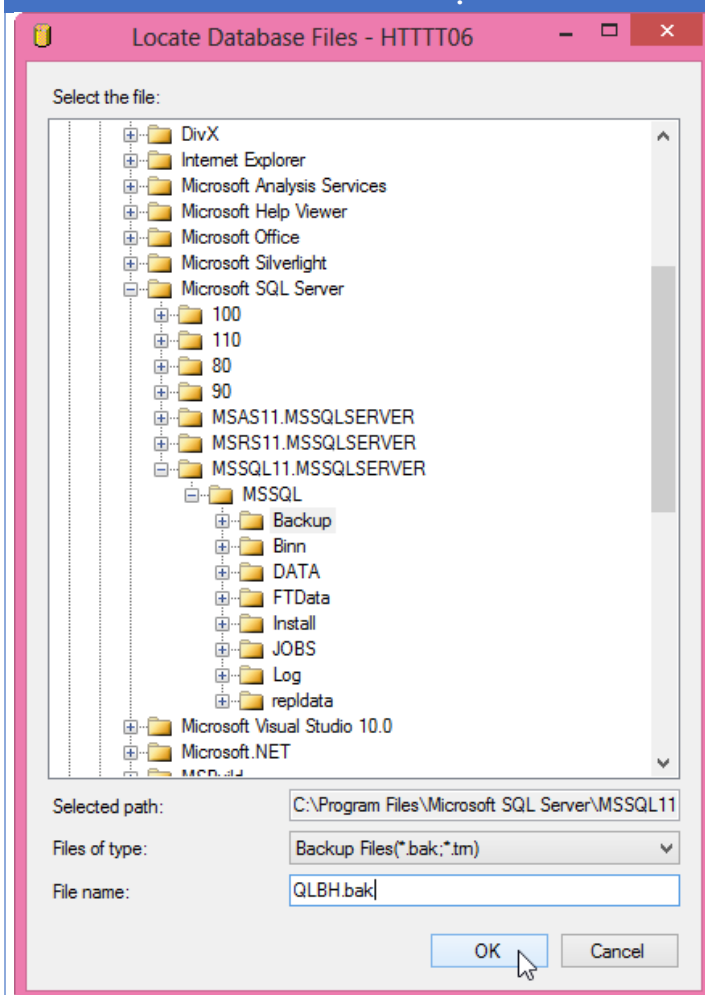 Locate Database Files - HTTTT06
Select the file:
DivX
Internet Explorer
Microsoft Analysis Services
Microsoft Help Viewer
Microsoft Office
Microsoft Silverlight
Microsoft SQL Server
100
110
80
90
MSAS11.MSSQLSERVER
MSRS11.MSSQLSERVER
MSSQL11.MSSQLSERVER
MSSQL
Backup
Binn
DATA
FTData
Install
JOBS
Log
repldata
Microsoft Visual Studio 10.0
Microsoft.NET
MSBuild
Selected path: C:\Program Files\Microsoft SQL Server\MSSQL11
Files of type: Backup Files(*.bak;*.trn)
File name: QLBH.bak
OK Cancel